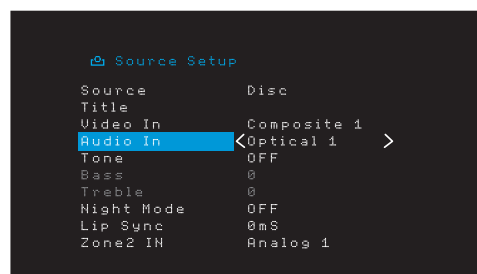 Source Setup
Source Disc
Title
Video In Composite 1
Audio In <Optical 1 >
Tone OFF
Bass 0
Treble 0
Night Mode OFF
Lip Sync 0mS
Zone2 IN Analog 1